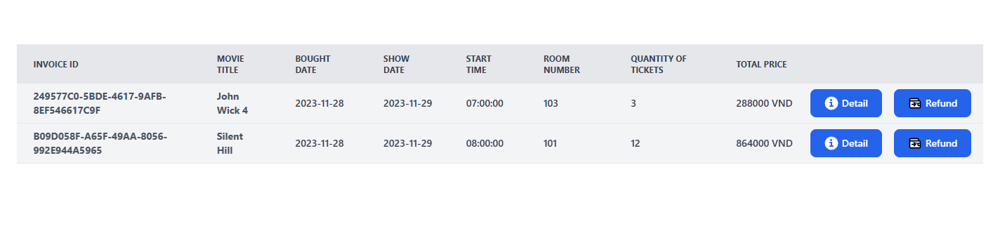 INVOICE ID MOVIE TITLE BOUGHT DATE SHOW DATE START TIME ROOM NUMBER QUANTITY OF TICKETS TOTAL PRICE
249577C0-5BDE-4617-9AFB-8EF546617C9F John Wick 4 2023-11-28 2023-11-29 07:00:00 103 3 288000 VND Detail Refund
B09D058F-A65F-49AA-8056-992E944A5965 Silent Hill 2023-11-28 2023-11-29 08:00:00 101 12 864000 VND Detail Refund